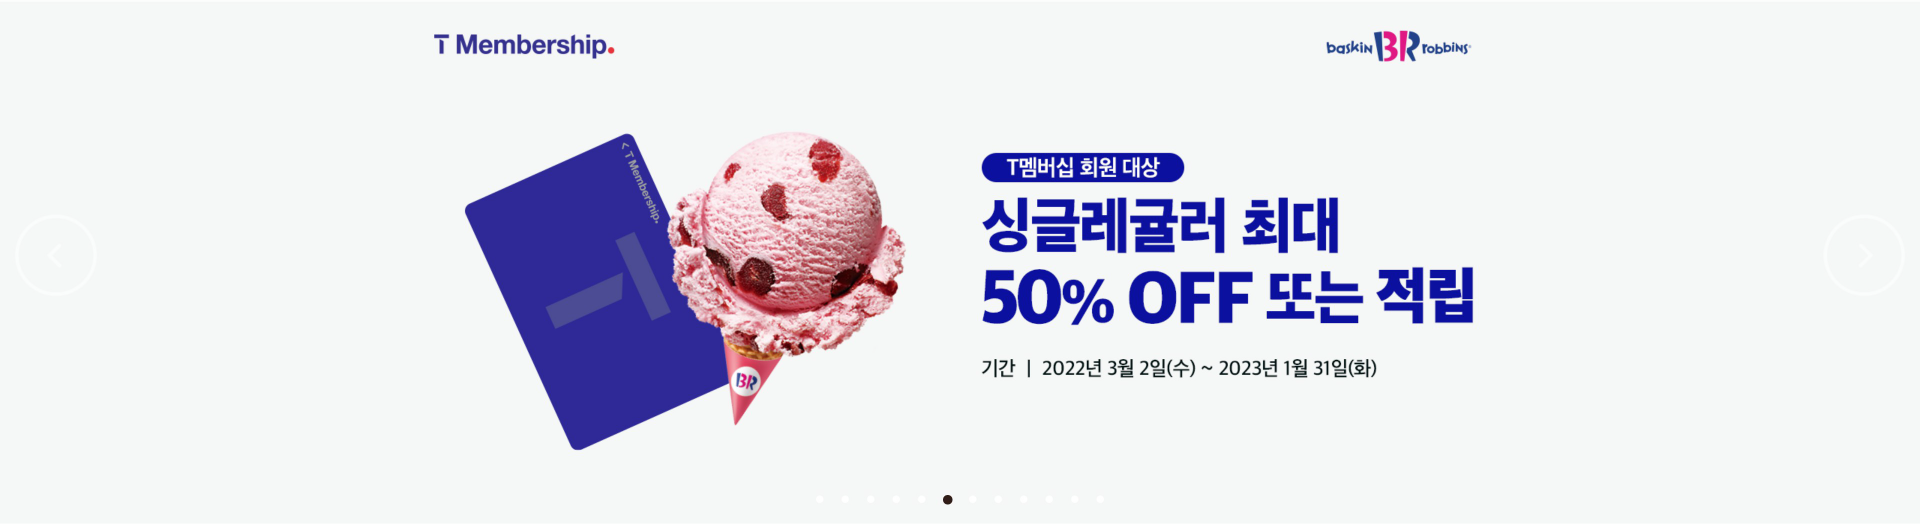 T Membership.
baskin BR robbins
T Membership.
T멤버십 회원 대상
싱글레귤러 최대
50% OFF 또는 적립
BR
기간 | 2022년 3월 2일(수) ~ 2023년 1월 31일(화)